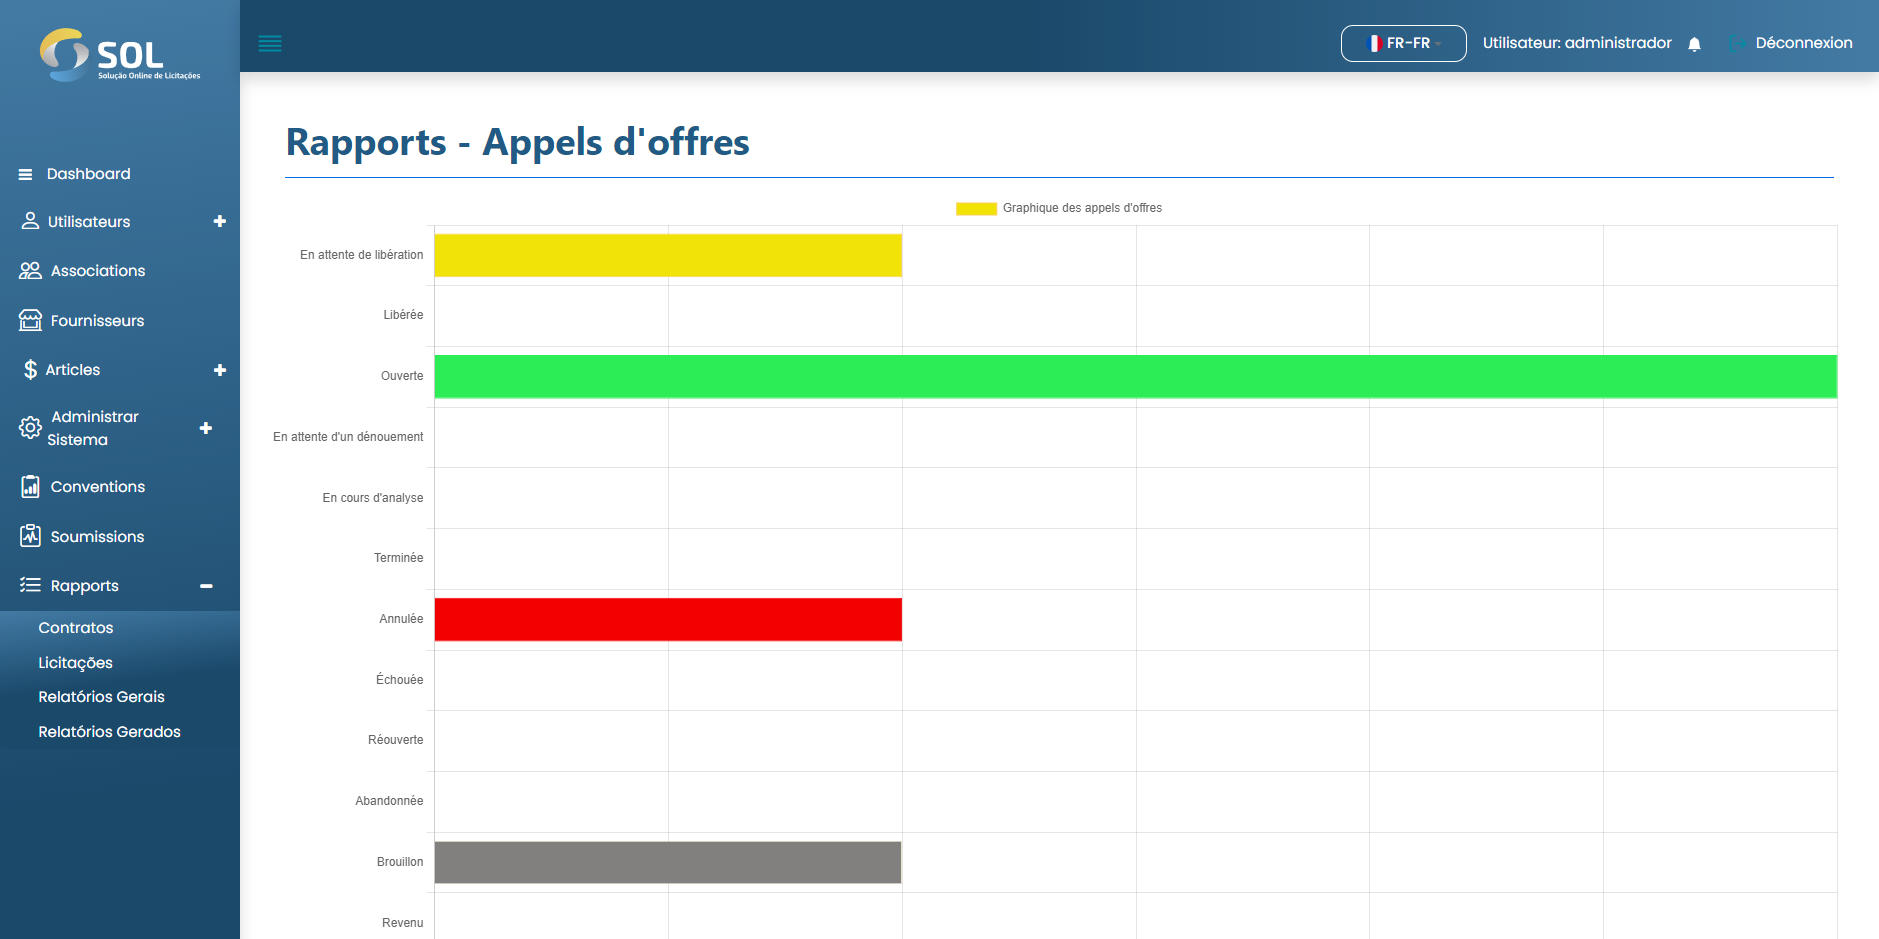 SOL
Solução Online de Licitações
FR-FR
Utilisateur: administrador
Déconnexion
Dashboard
Utilisateurs
Associations
Fournisseurs
Articles
Administrar
Sistema
Conventions
Soumissions
Rapports
Contratos
Licitações
Relatórios Gerais
Relatórios Gerados
Rapports - Appels d'offres
Graphique des appels d'offres
En attente de libération
Libérée
Ouverte
En attente d'un dénouement
En cours d'analyse
Terminée
Annulée
Échouée
Réouverte
Abandonnée
Brouillon
Revenu